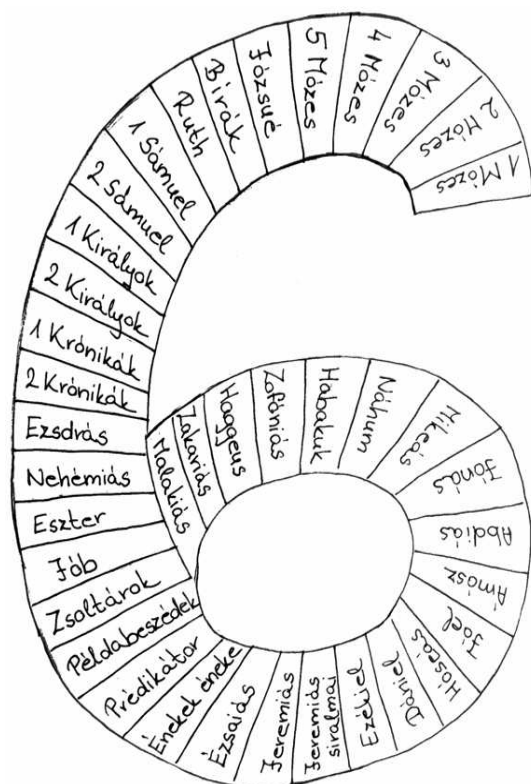 1 Mózes
2 Mózes
3 Mózes
4 Mózes
5 Mózes
Józsué
Birák
Ruth
1 Sámuel
2 Sámuel
1 Királyok
2 Királyok
1 Krónikák
2 Krónikák
Ezsdrás
Nehémiás
Eszter
Jób
Zsoltárok
Példabeszédek
Prédikátor
Énekek éneke
Ézsaiás
Jeremiás
Jeremiás
siralmai
Ezékiel
Dániel
Hóseás
Jóel
Ámósz
Abdiás
Jónás
Mikeás
Náhum
Habakuk
Zofóniás
Haggeus
Zakariás
Malakiás